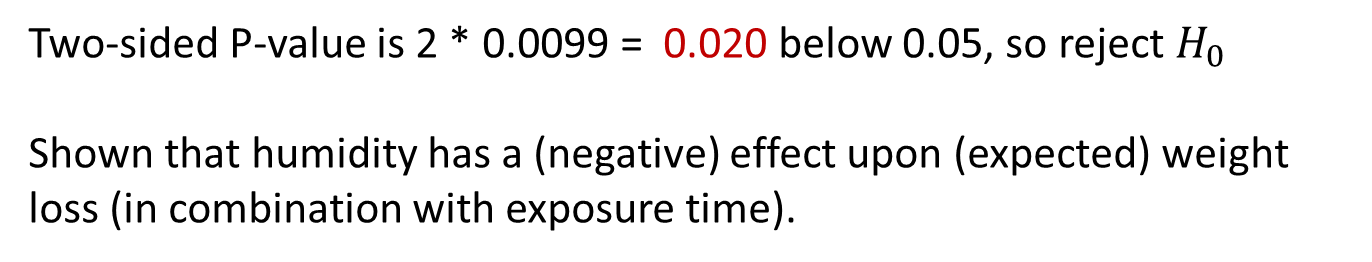 Two-sided P-value is 2 * 0.0099 = 0.020 below 0.05, so reject H₀
Shown that humidity has a (negative) effect upon (expected) weight
loss (in combination with exposure time).